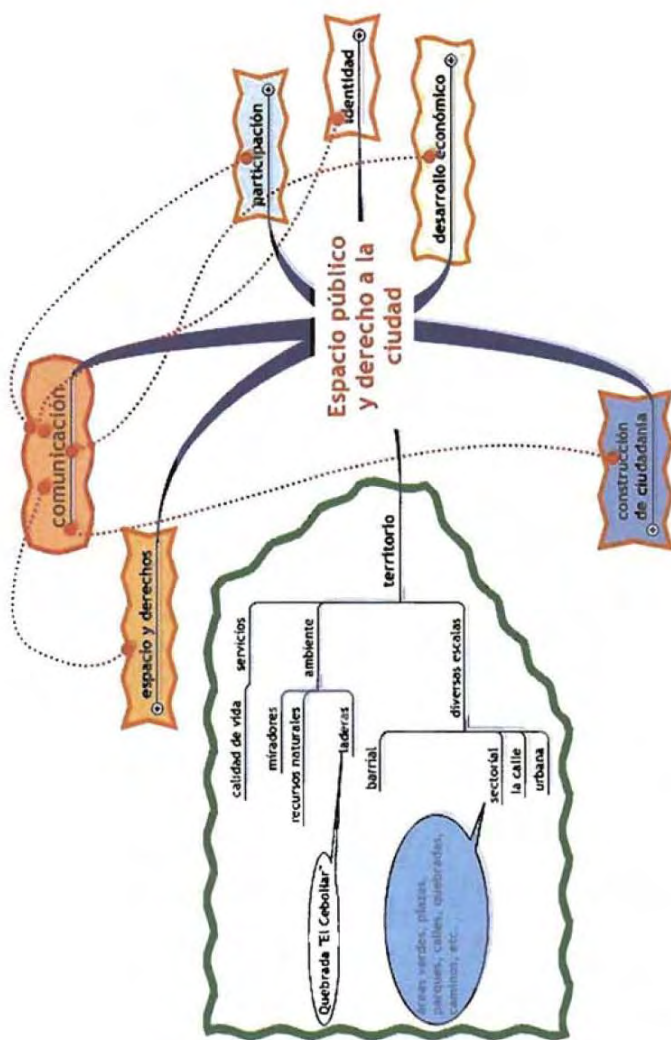 comunicación
participación
espacio y derechos
identidad
Espacio público
y derecho a la
ciudad
desarrollo económico
construcción
de ciudadanía
territorio
servicios
calidad de vida
ambiente
miradores
recursos naturales
laderas
Quebrada "El Cebollar"
diversas escalas
barrial
sectorial
la calle
urbana
áreas verdes, plazas
parques, calles, quebradas,
caminos, etc.